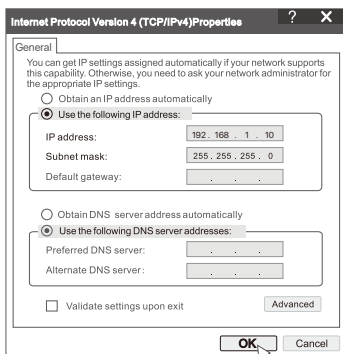 Internet Protocol Version 4 (TCP/IPv4)Properties ? X
General
You can get IP settings assigned automatically if your network supports
this capability. Otherwise, you need to ask your network administrator for
the appropriate IP settings.
Obtain an IP address automatically
Use the following IP address:
IP address: 192 . 168 . 1 . 10
Subnet mask: 255 . 255 . 255 . 0
Default gateway: . . .
Obtain DNS server address automatically
Use the following DNS server addresses:
Preferred DNS server: . . .
Alternate DNS server: . . .
Validate settings upon exit Advanced
OK Cancel